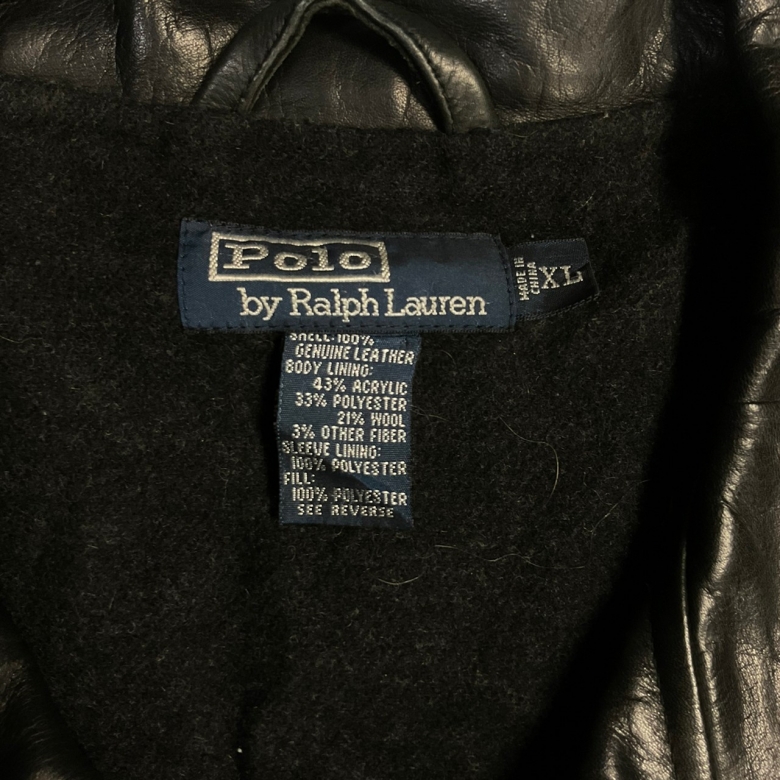 Polo
by Ralph Lauren
MADE IN
CHINA
XL
SHELL:100%
GENUINE LEATHER
BODY LINING:
43% ACRYLIC
33% POLYESTER
21% WOOL
3% OTHER FIBER
SLEEVE LINING:
100% POLYESTER
FILL:
100% POLYESTER
SEE REVERSE